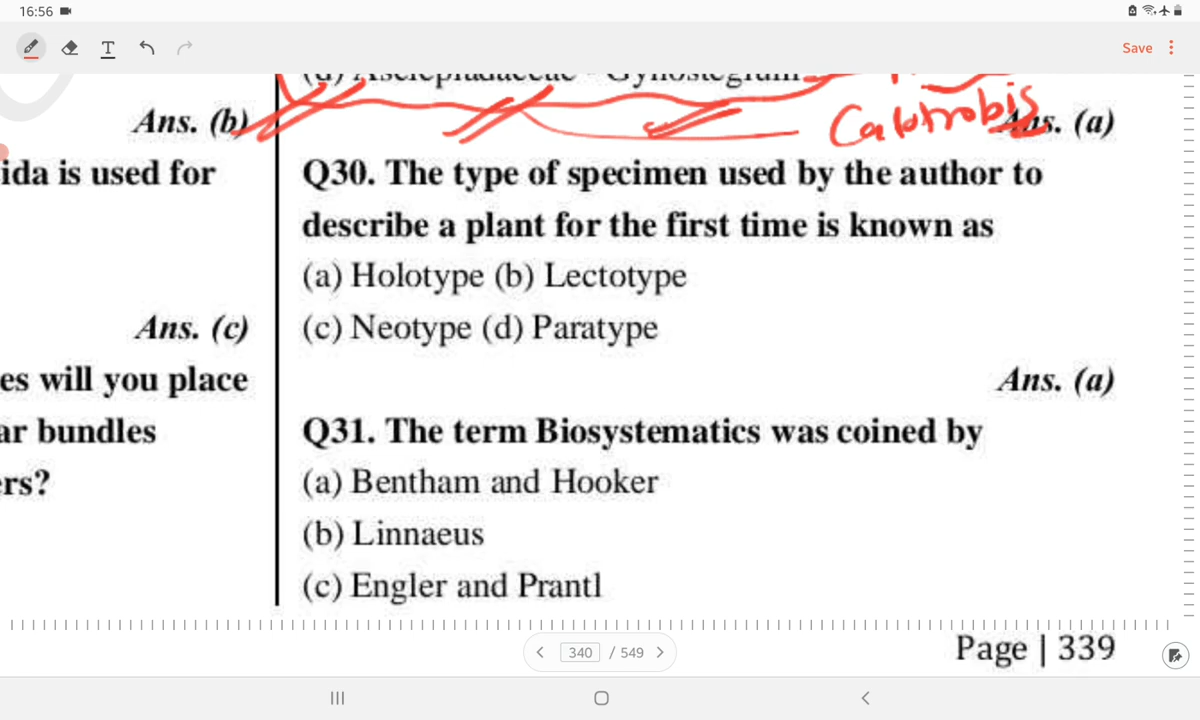 16:56
T
Save
Ans. (b)
ida is used for
Ans. (c)
es will you place
ar bundles
ers?
Ans. (a)
Q30. The type of specimen used by the author to
describe a plant for the first time is known as
(a) Holotype (b) Lectotype
(c) Neotype (d) Paratype
Ans. (a)
Q31. The term Biosystematics was coined by
(a) Bentham and Hooker
(b) Linnaeus
(c) Engler and Prantl
Page | 339
340 / 549